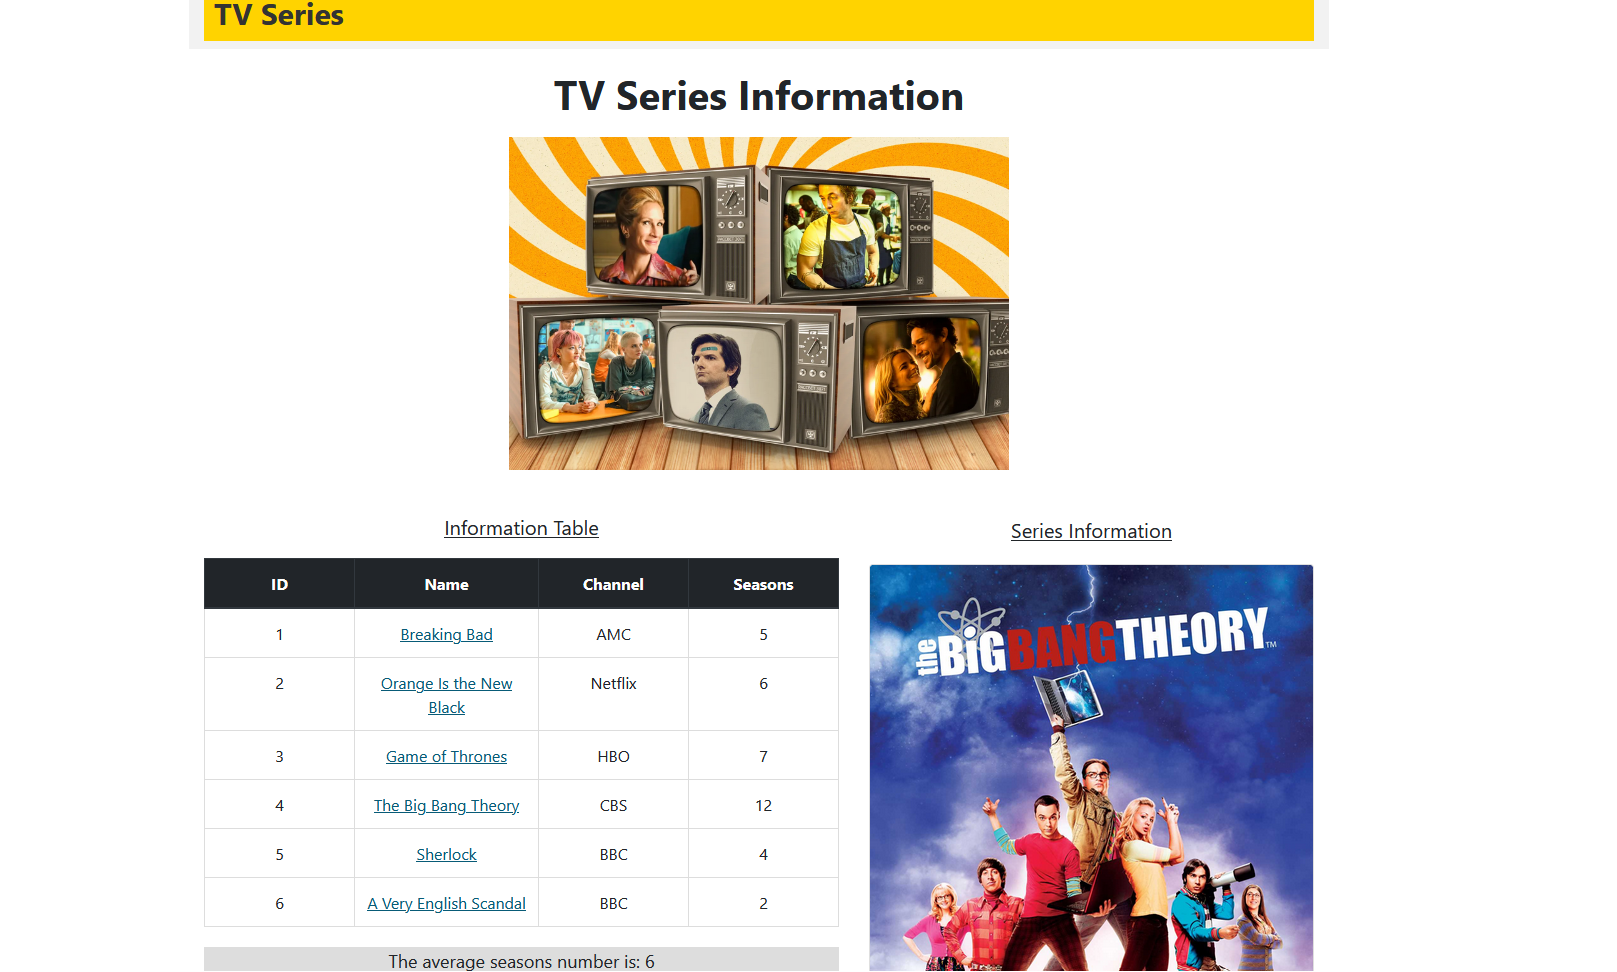 TV Series
TV Series Information
Information Table
ID Name Channel Seasons
1 Breaking Bad AMC 5
2 Orange Is the New Netflix 6
Black
3 Game of Thrones HBO 7
4 The Big Bang Theory CBS 12
5 Sherlock BBC 4
6 A Very English Scandal BBC 2
The average seasons number is: 6
Series Information
the BIG BANG THEORY TM